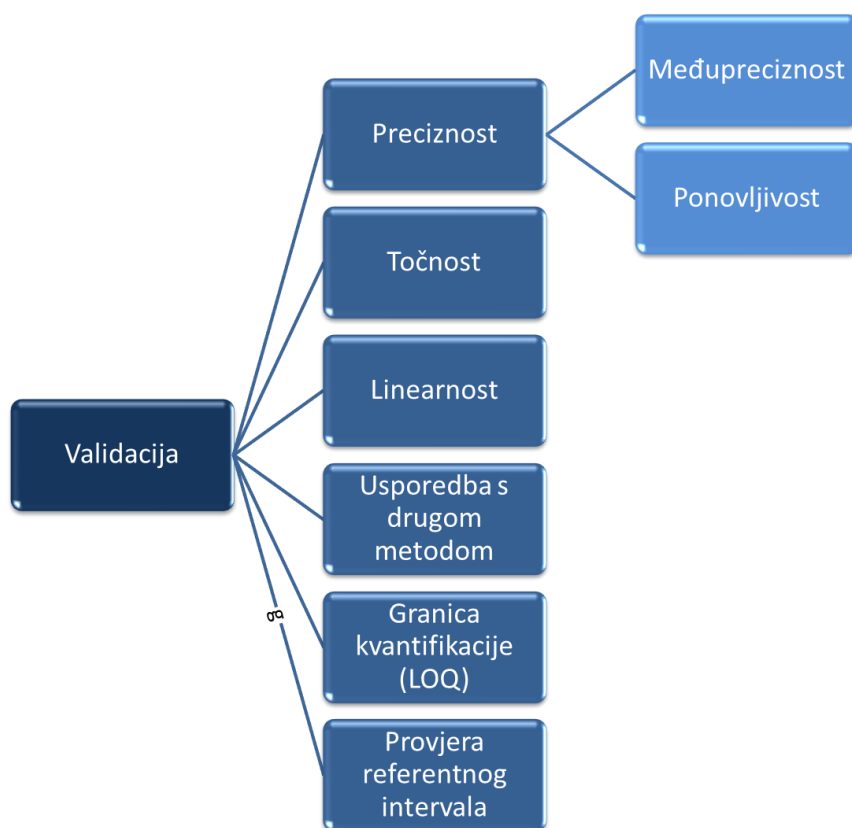 Validacija
Preciznost
Međupreciznost
Ponovljivost
Točnost
Linearnost
Usporedba s
drugom
metodom
Granica
kvantifikacije
(LOQ)
g
Provjera
referentnog
intervala